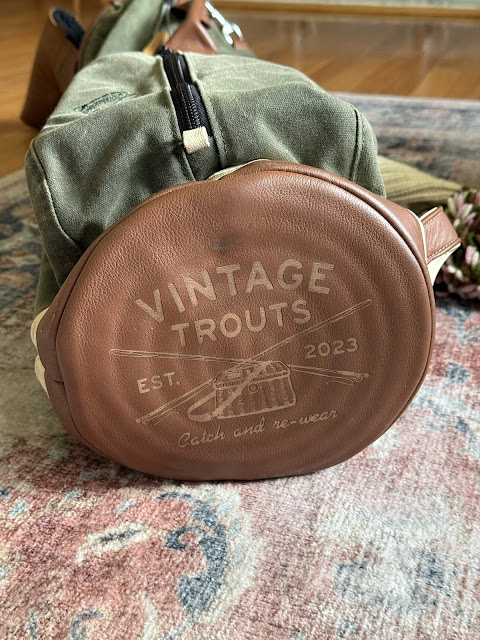 VINTAGE
TROUTS
EST. 2023
Catch and re-wear